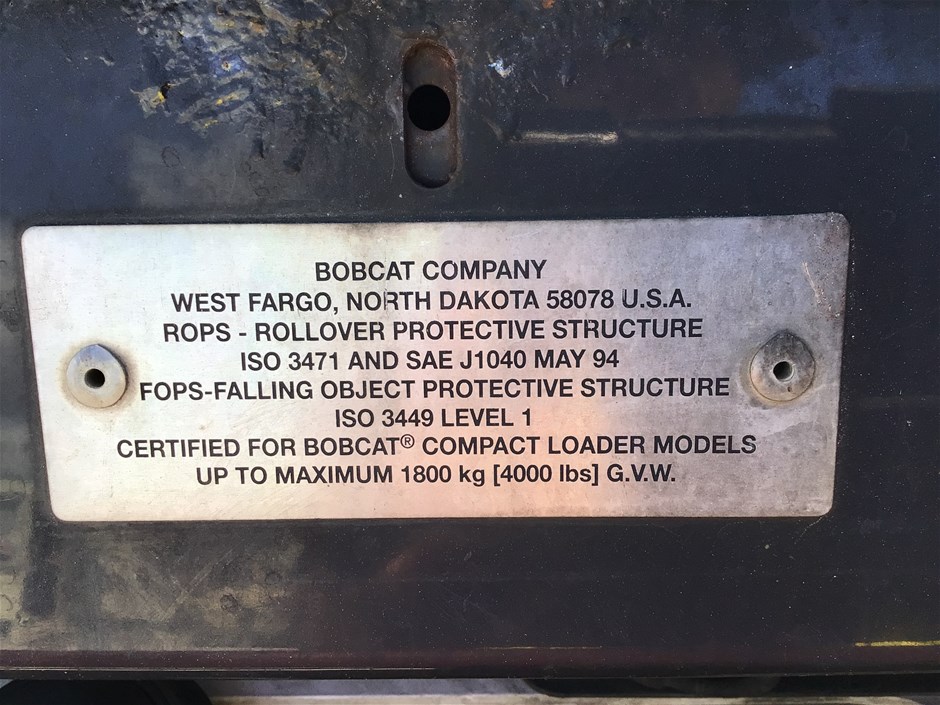 BOBCAT COMPANY
WEST FARGO, NORTH DAKOTA 58078 U.S.A.
ROPS - ROLLOVER PROTECTIVE STRUCTURE
ISO 3471 AND SAE J1040 MAY 94
FOPS-FALLING OBJECT PROTECTIVE STRUCTURE
ISO 3449 LEVEL 1
CERTIFIED FOR BOBCAT® COMPACT LOADER MODELS
UP TO MAXIMUM 1800 kg [4000 lbs] G.V.W.